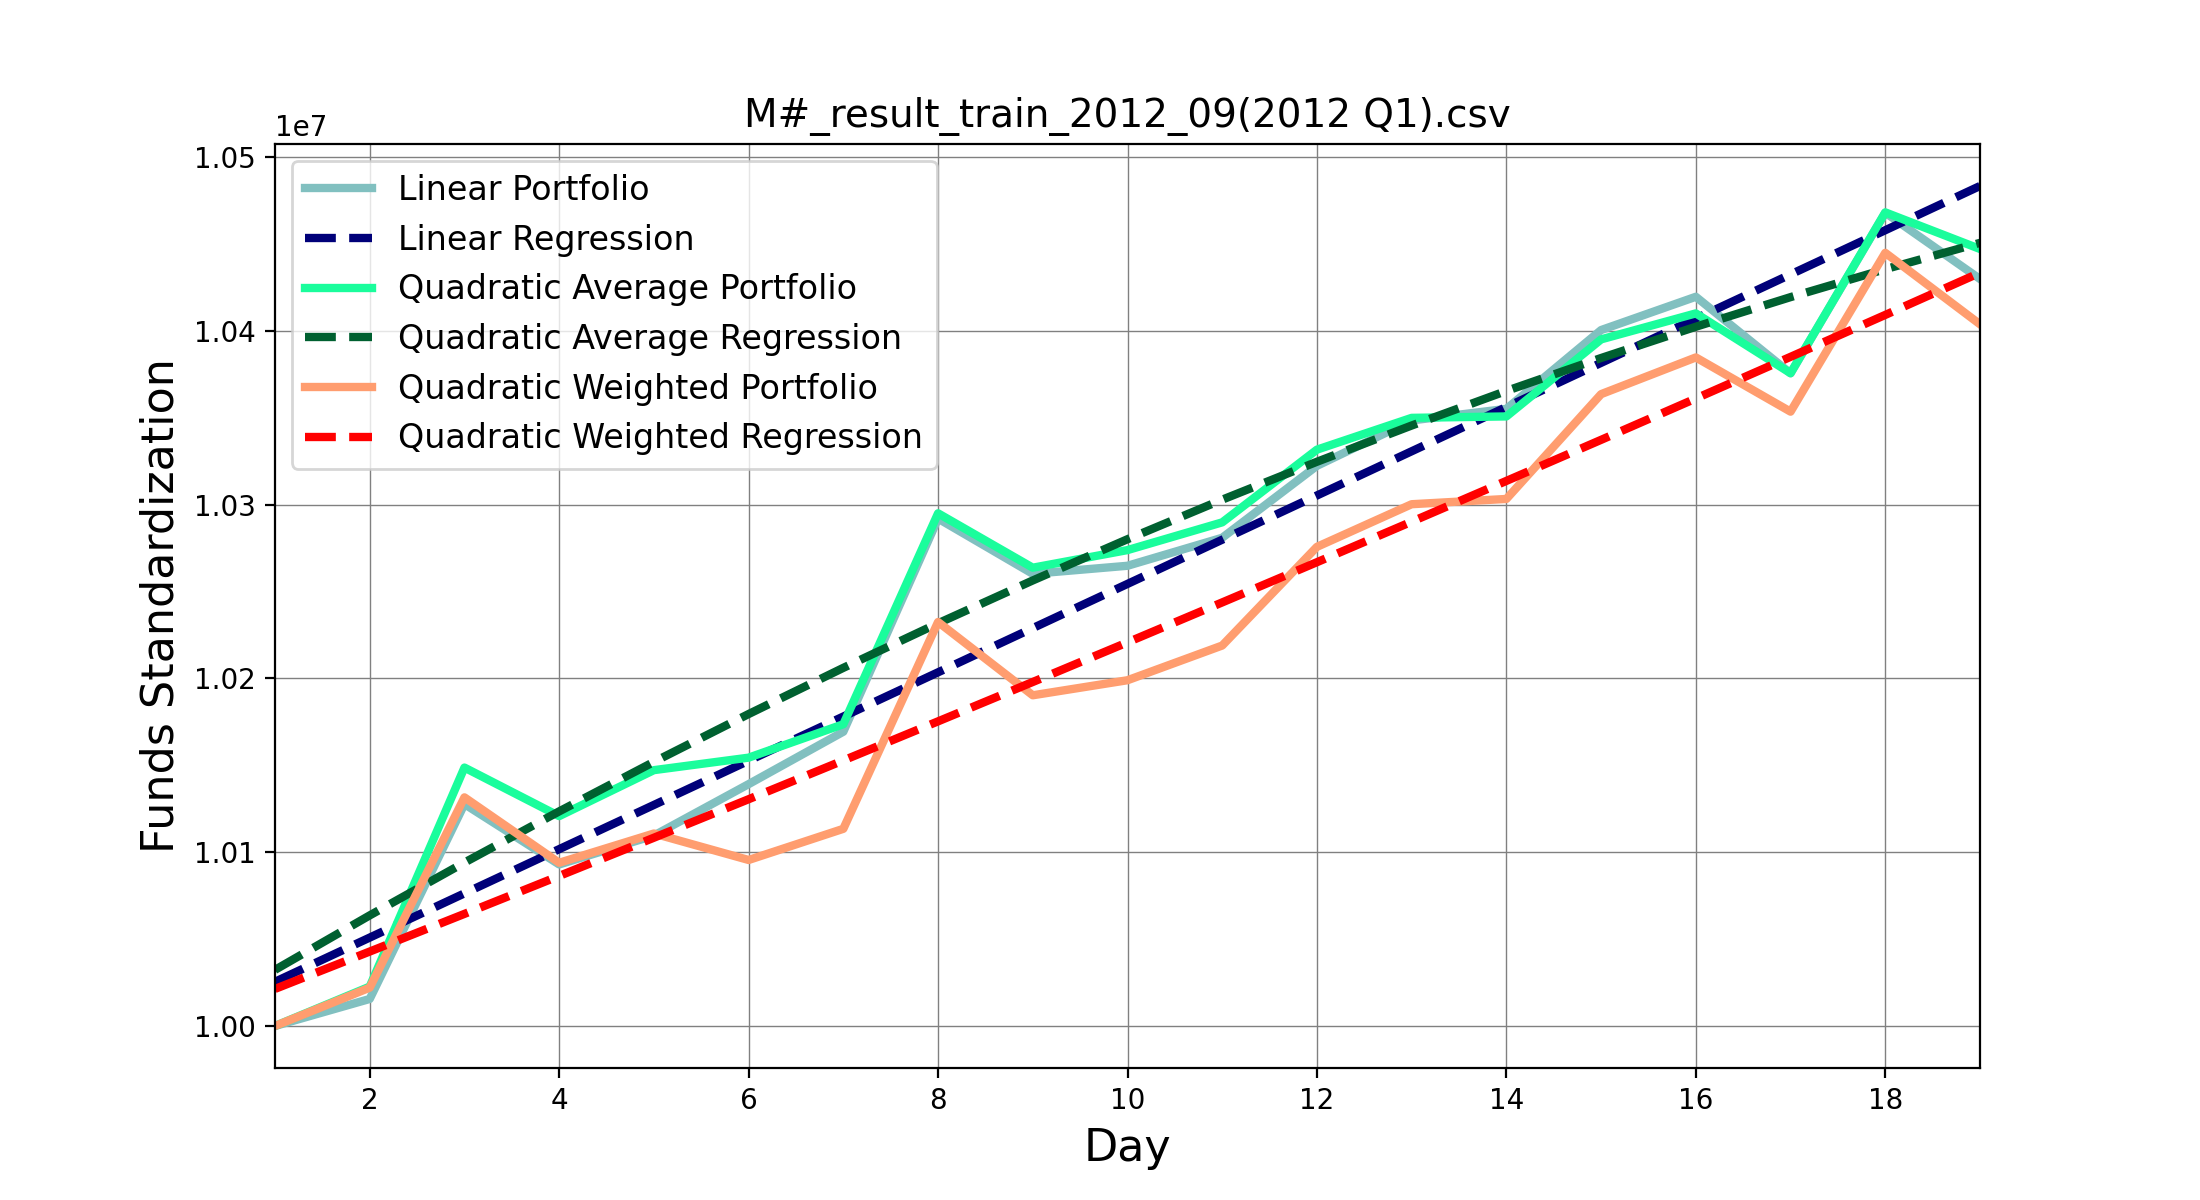 M#_result_train_2012_09(2012 Q1).csv
1e7
1.05
1.04
1.03
1.02
1.01
1.00
Funds Standardization
Linear Portfolio
Linear Regression
Quadratic Average Portfolio
Quadratic Average Regression
Quadratic Weighted Portfolio
Quadratic Weighted Regression
2 4 6 8 10 12 14 16 18
Day